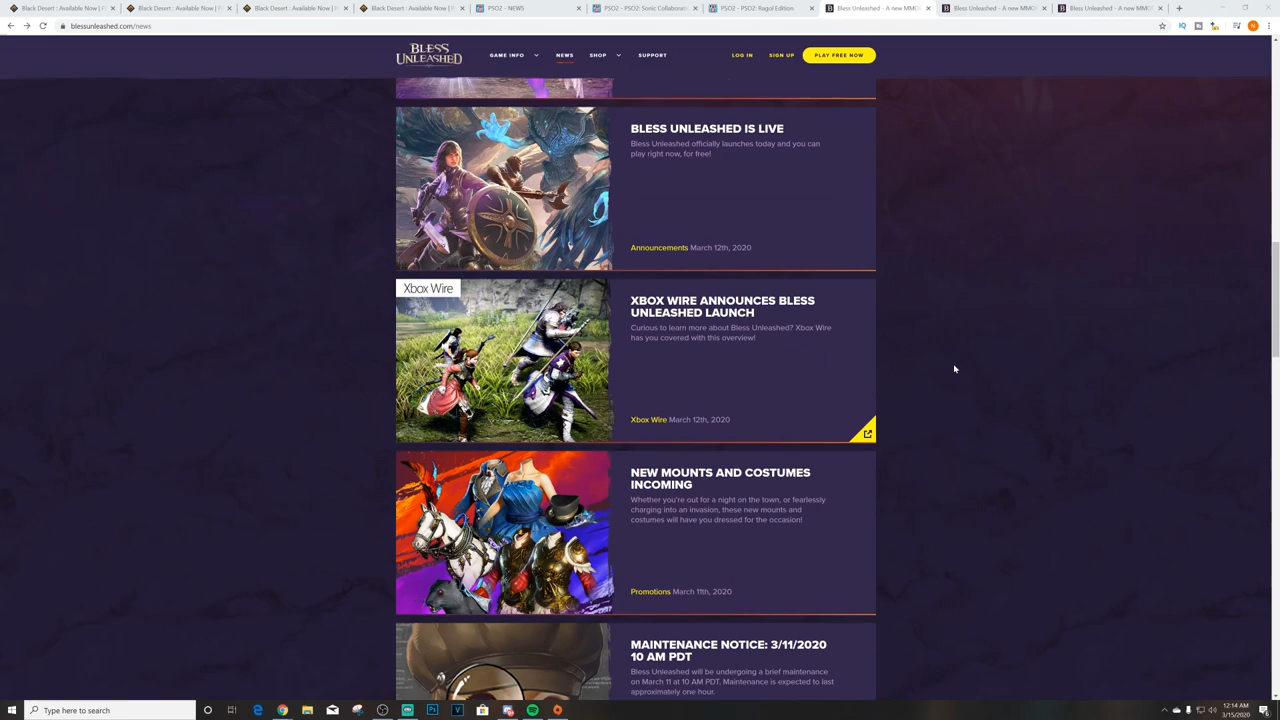 Black Desert : Available Now | P
Black Desert : Available Now | P
Black Desert : Available Now | P
Black Desert : Available Now | P
PSO2 - NEWS
PSO2 - PSO2: Sonic Collaborati
PSO2 - PSO2: Ragol Edition
Bless Unleashed - A new MMO
Bless Unleashed - A new MMO
Bless Unleashed - A new MMO
blessunleashed.com/news
BLESS
UNLEASHED
GAME INFO
NEWS
SHOP
SUPPORT
LOG IN
SIGN UP
PLAY FREE NOW
BLESS UNLEASHED IS LIVE
Bless Unleashed officially launches today and you can
play right now, for free!
Announcements March 12th, 2020
Xbox Wire
XBOX WIRE ANNOUNCES BLESS
UNLEASHED LAUNCH
Curious to learn more about Bless Unleashed? Xbox Wire
has you covered with this overview!
Xbox Wire March 12th, 2020
NEW MOUNTS AND COSTUMES
INCOMING
Whether you're out for a night on the town, or fearlessly
charging into an invasion, these new mounts and
costumes will have you dressed for the occasion!
Promotions March 11th, 2020
MAINTENANCE NOTICE: 3/11/2020
10 AM PDT
Bless Unleashed will be undergoing a brief maintenance
on March 11 at 10 AM PDT. Maintenance is expected to last
approximately one hour.
Type here to search
12:14 AM
3/15/2020